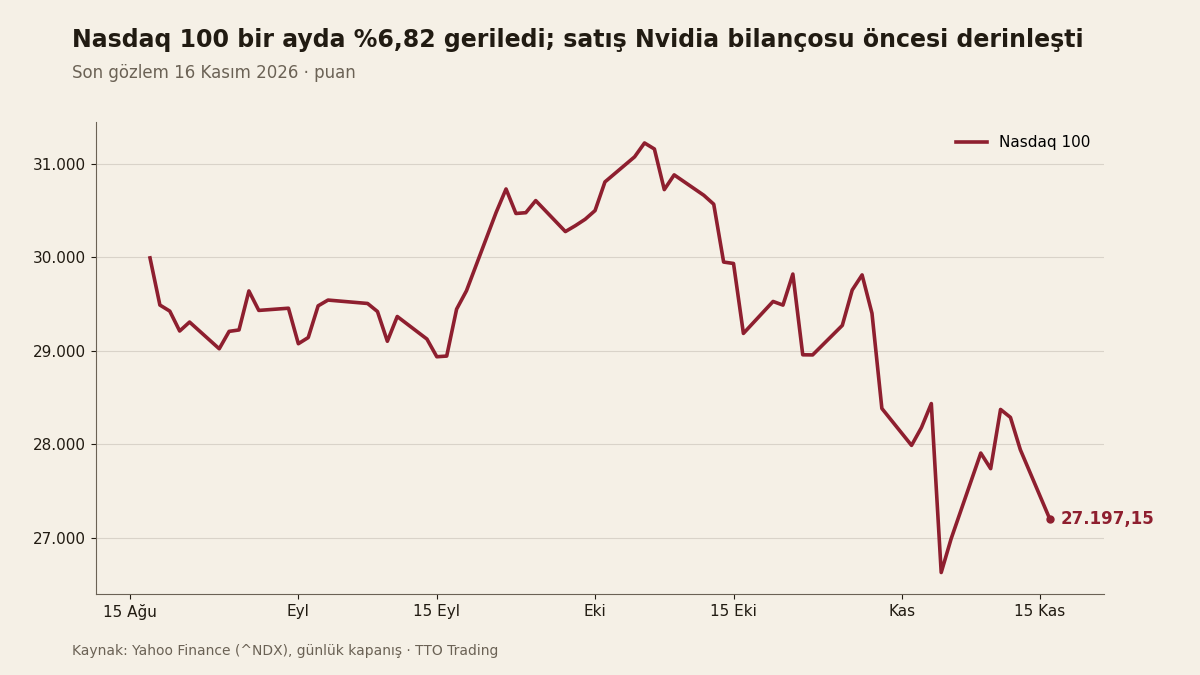 Nasdaq 100 bir ayda %6,82 geriledi; satış Nvidia bilançosu öncesi derinleşti
Son gözlem 16 Kasım 2026 · puan
Nasdaq 100
31.000
30.000
29.000
28.000
27.000
27.197,15
15 Ağu
Eyl
15 Eyl
Eki
15 Eki
Kas
15 Kas
Kaynak: Yahoo Finance (^NDX), günlük kapanış · TTO Trading